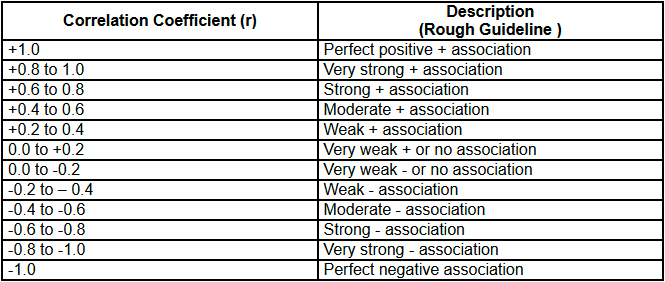 Correlation Coefficient (r) Description
(Rough Guideline )
+1.0 Perfect positive + association
+0.8 to 1.0 Very strong + association
+0.6 to 0.8 Strong + association
+0.4 to 0.6 Moderate + association
+0.2 to 0.4 Weak + association
0.0 to +0.2 Very weak + or no association
0.0 to -0.2 Very weak - or no association
-0.2 to – 0.4 Weak - association
-0.4 to -0.6 Moderate - association
-0.6 to -0.8 Strong - association
-0.8 to -1.0 Very strong - association
-1.0 Perfect negative association